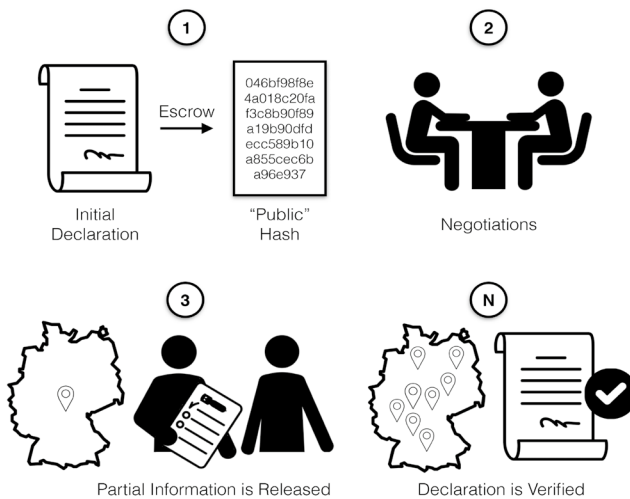 1
2
Escrow
046bf98f8e
4a018c20fa
f3c8b90f89
a19b90dfd
ecc589b10
a855cec6b
a96e937
Initial
Declaration
“Public”
Hash
Negotiations
3
N
Partial Information is Released
Declaration is Verified